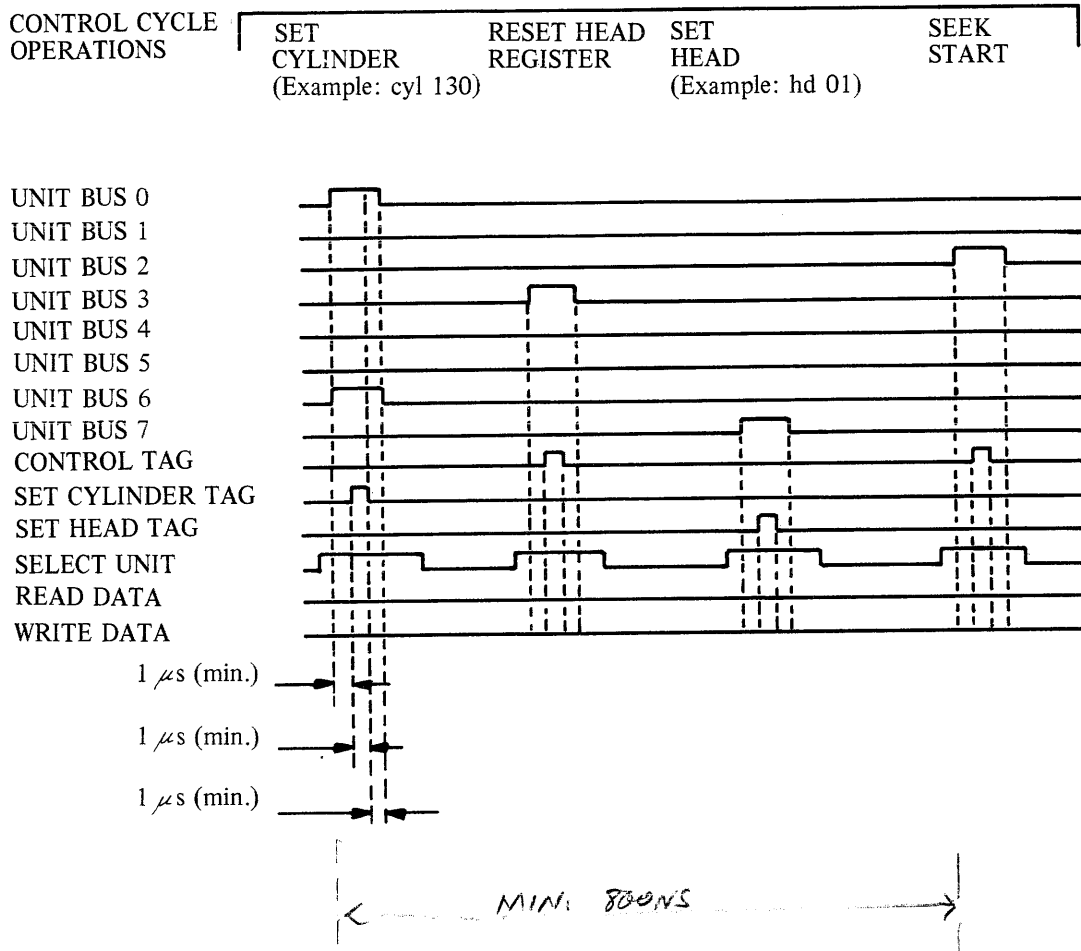 CONTROL CYCLE
OPERATIONS
SET
CYLINDER
(Example: cyl 130)
RESET HEAD
REGISTER
SET
HEAD
(Example: hd 01)
SEEK
START
UNIT BUS 0
UNIT BUS 1
UNIT BUS 2
UNIT BUS 3
UNIT BUS 4
UNIT BUS 5
UNIT BUS 6
UNIT BUS 7
CONTROL TAG
SET CYLINDER TAG
SET HEAD TAG
SELECT UNIT
READ DATA
WRITE DATA
1 μs (min.)
1 μs (min.)
1 μs (min.)
MIN: 800NS